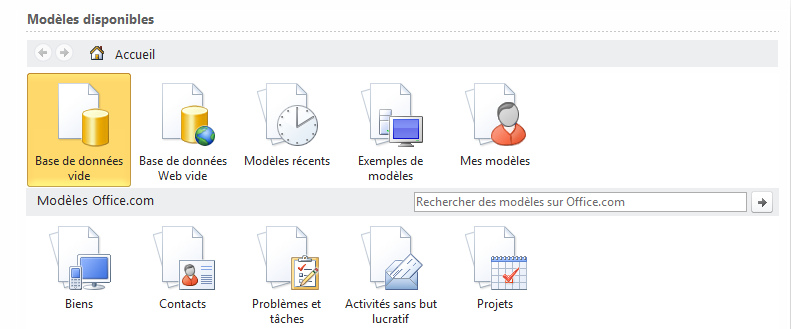 Modèles disponibles
Accueil
Base de données Base de données Modèles récents Exemples de Mes modèles
vide Web vide modèles
Modèles Office.com Rechercher des modèles sur Office.com
Biens Contacts Problèmes et Activités sans but Projets
tâches lucratif